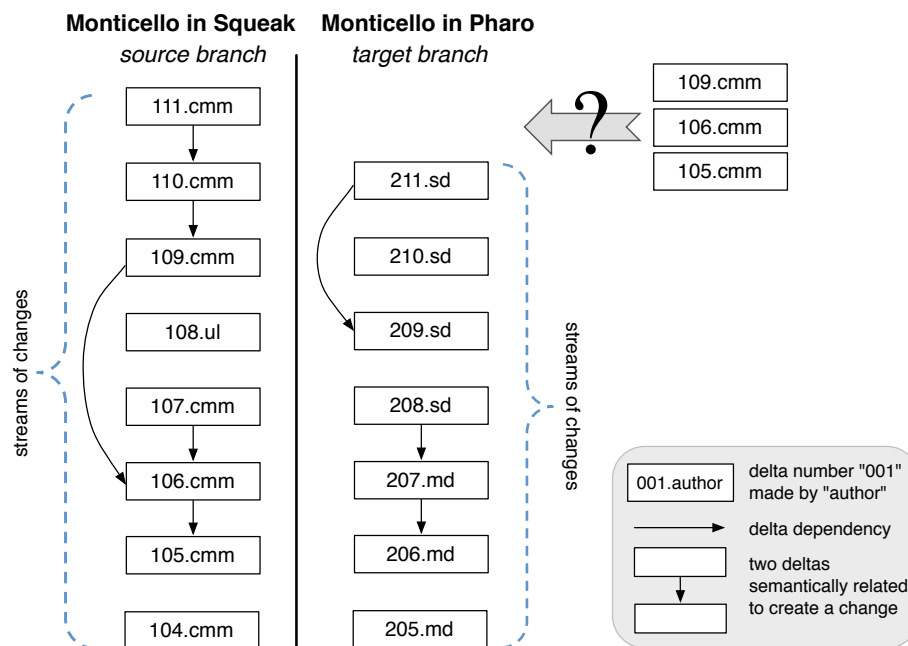 Monticello in Squeak
source branch
Monticello in Pharo
target branch
streams of changes
111.cmm
110.cmm
109.cmm
108.ul
107.cmm
106.cmm
105.cmm
104.cmm
211.sd
210.sd
209.sd
208.sd
207.md
206.md
205.md
streams of changes
?
109.cmm
106.cmm
105.cmm
001.author
delta number "001"
made by "author"
delta dependency
two deltas
semantically related
to create a change